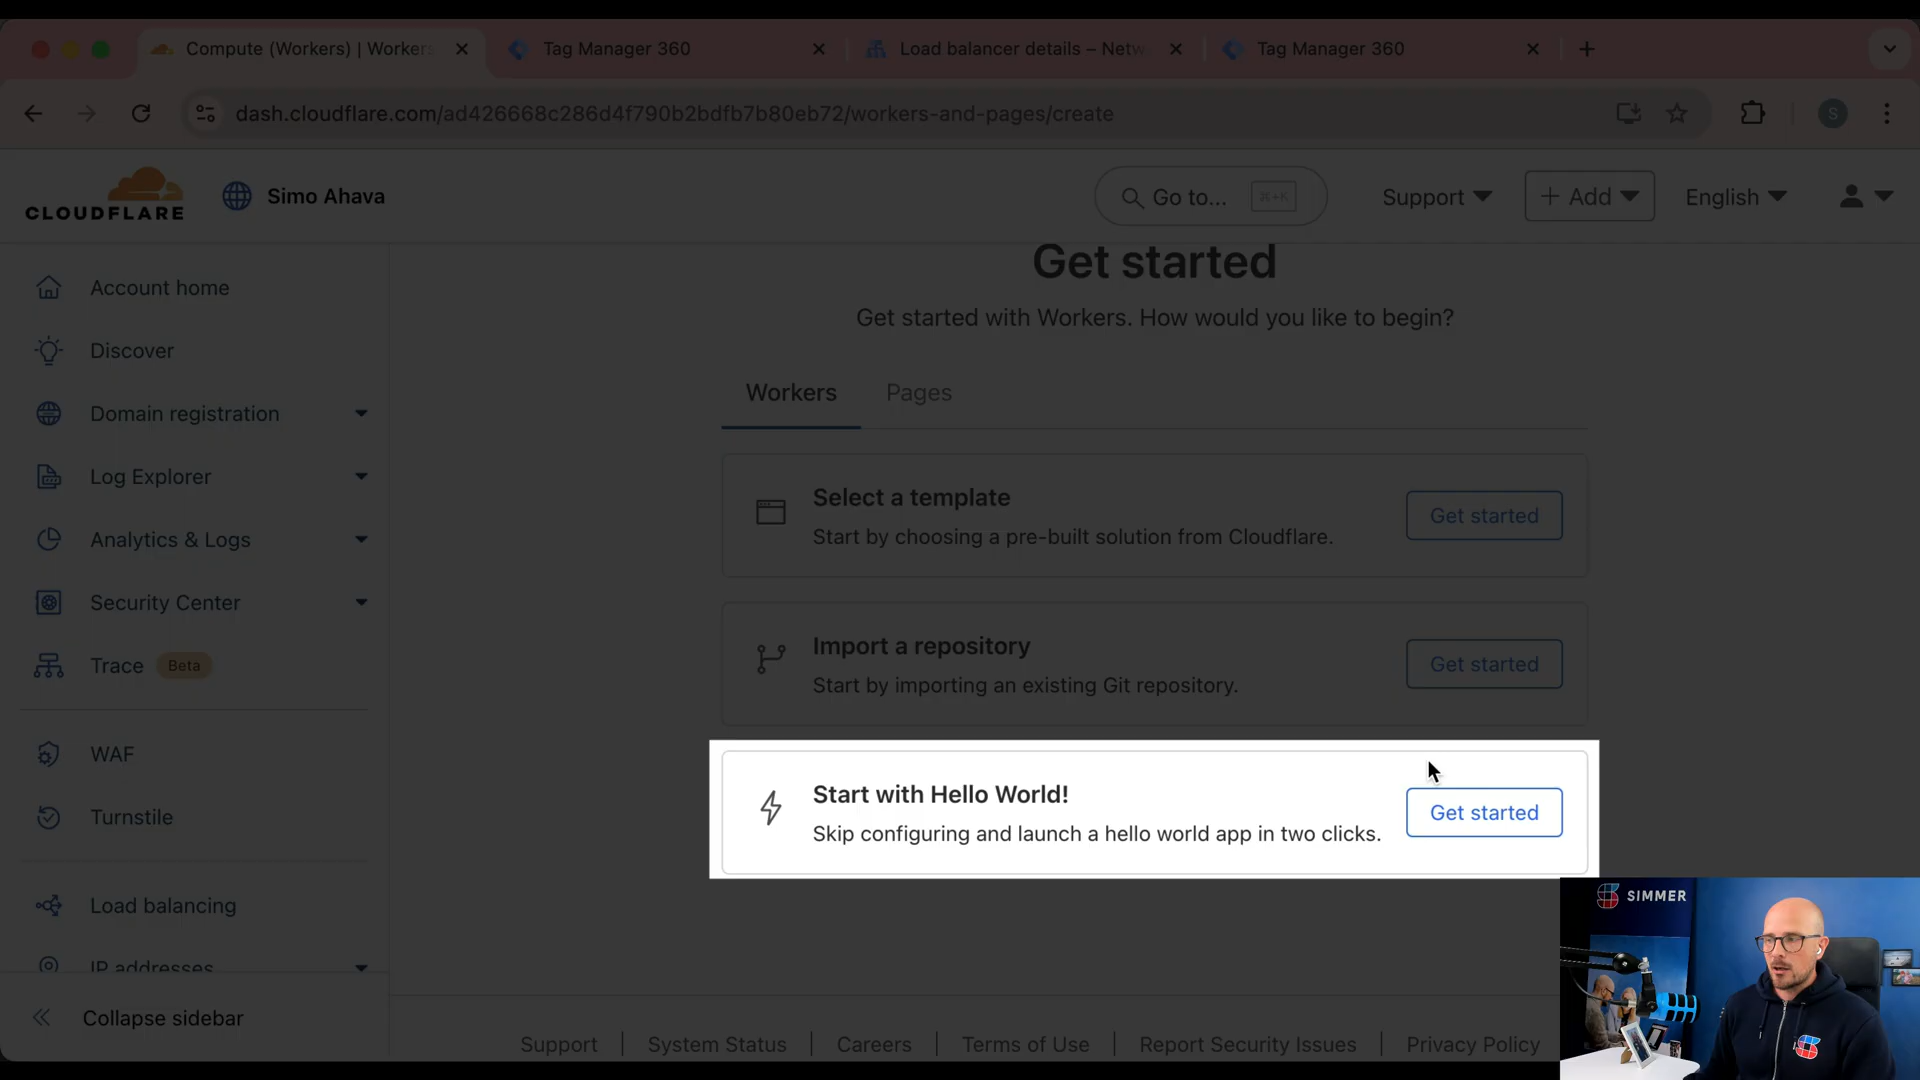 Compute (Workers) | Workers
Tag Manager 360
Load balancer details – Netw
Tag Manager 360
dash.cloudflare.com/ad426668c286d4f790b2bdfb7b80eb72/workers-and-pages/create
S
CLOUDFLARE
Simo Ahava
Go to...
⌘+K
Support
+ Add
English
Account home
Discover
Domain registration
Log Explorer
Analytics & Logs
Security Center
Trace
Beta
WAF
Turnstile
Load balancing
IP addresses
Collapse sidebar
Get started
Get started with Workers. How would you like to begin?
Workers
Pages
Select a template
Start by choosing a pre-built solution from Cloudflare.
Get started
Import a repository
Start by importing an existing Git repository.
Get started
Start with Hello World!
Skip configuring and launch a hello world app in two clicks.
Get started
Support
System Status
Careers
Terms of Use
Report Security Issues
Privacy Policy
SIMMER